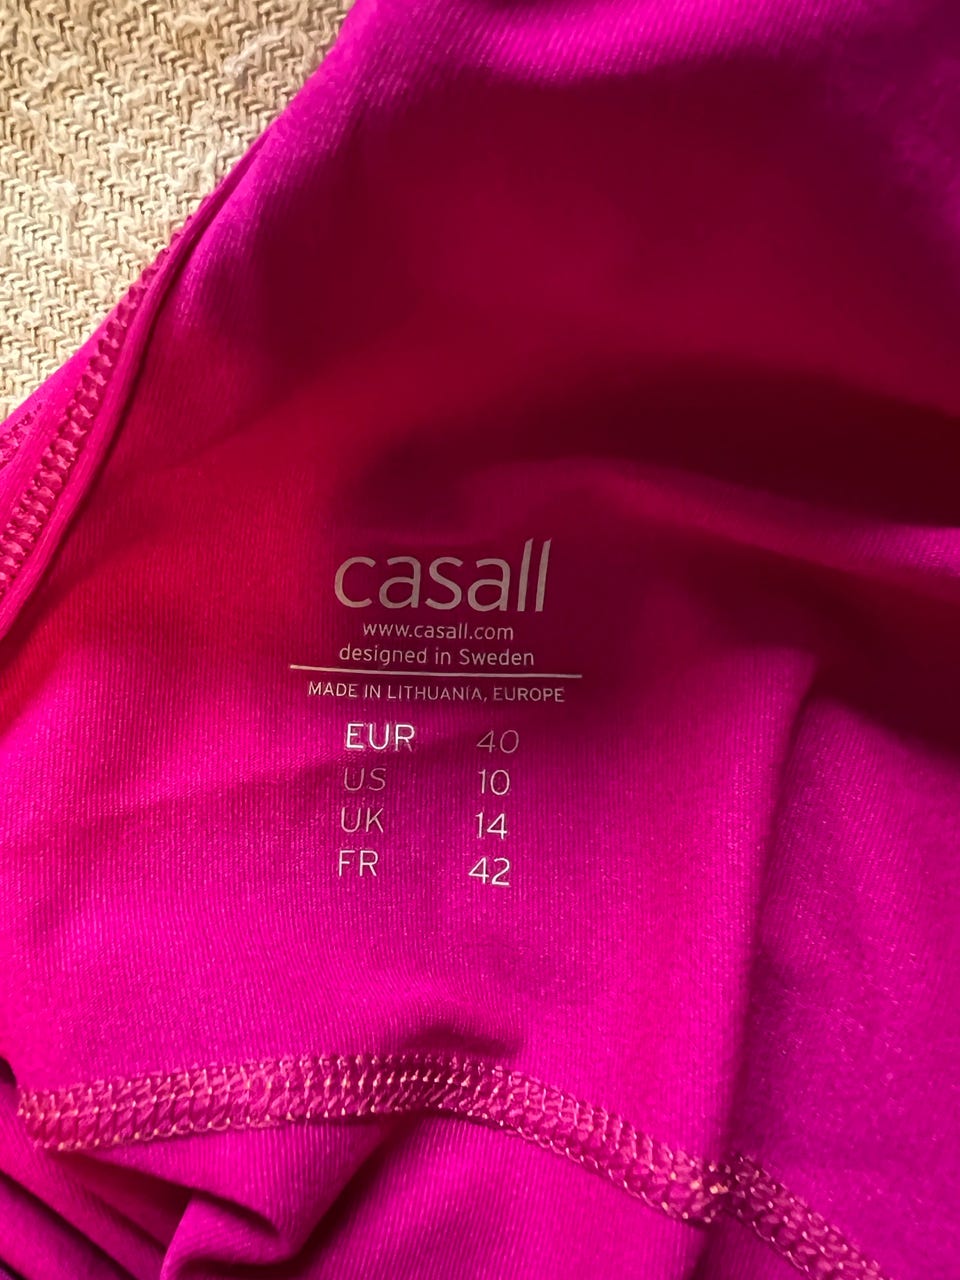 casall
www.casall.com
designed in Sweden
MADE IN LITHUANIA, EUROPE
EUR 40
US 10
UK 14
FR 42